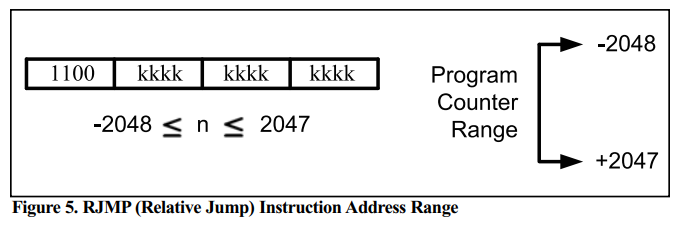 1100 kkkk kkkk kkkk
-2048 ≤ n ≤ 2047
Program
Counter
Range
-2048
+2047
Figure 5. RJMP (Relative Jump) Instruction Address Range